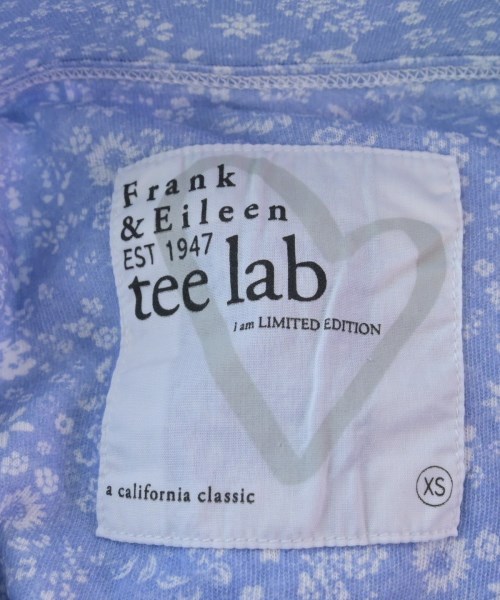 Frank
& Eileen
EST 1947
tee lab
i am LIMITED EDITION
a california classic
XS